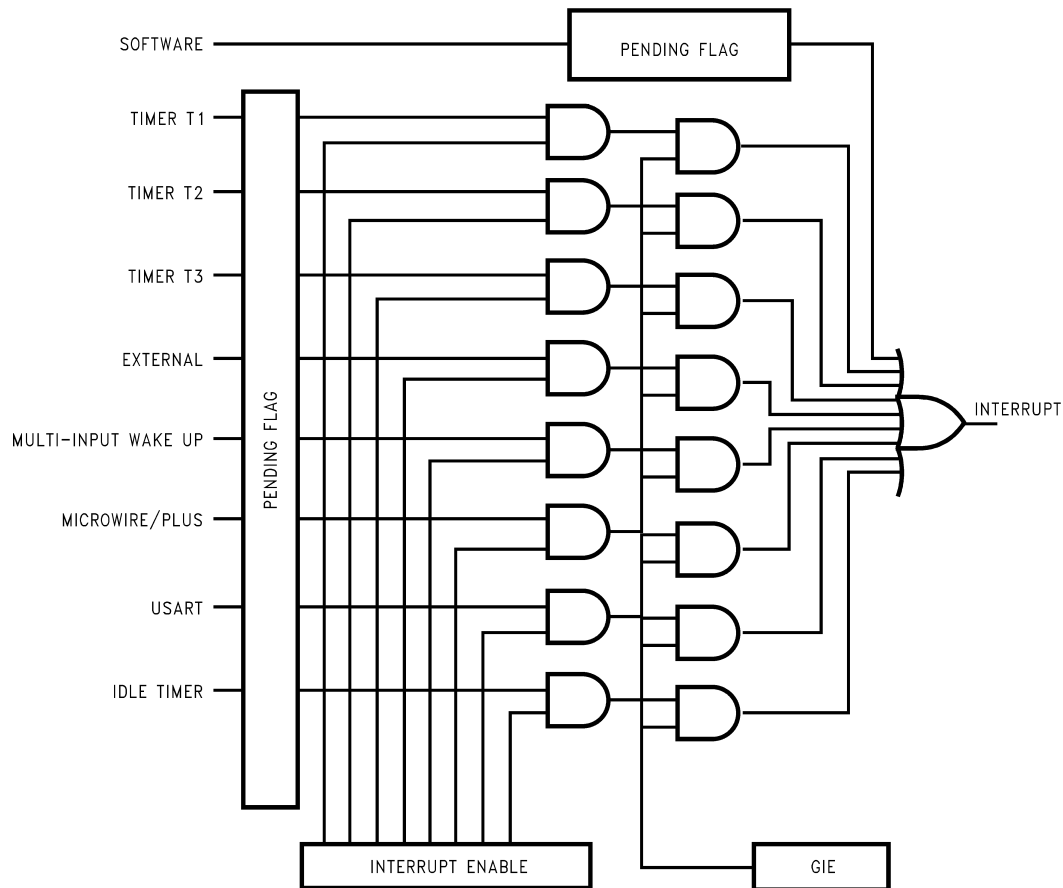 SOFTWARE
PENDING FLAG
TIMER T1
TIMER T2
TIMER T3
EXTERNAL
INTERRUPT
MULTI-INPUT WAKE UP
PENDING FLAG
MICROWIRE/PLUS
USART
IDLE TIMER
INTERRUPT ENABLE
GIE